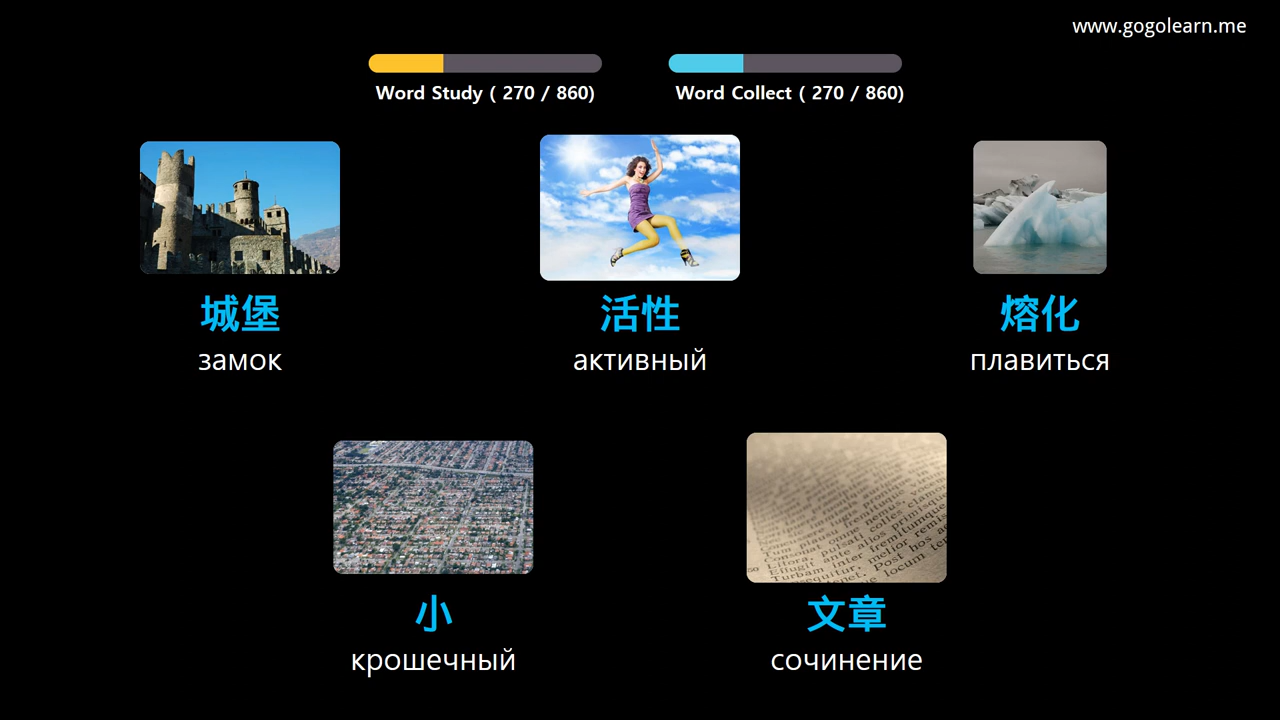 www.gogolearn.me
Word Study ( 270 / 860)
Word Collect ( 270 / 860)
城堡
замок
活性
активный
熔化
плавиться
小
крошечный
文章
сочинение